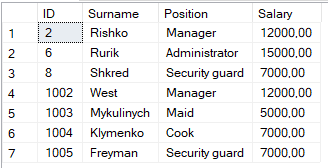 ID Surname Position Salary
1 2 Rishko Manager 12000,00
2 6 Rurik Administrator 15000,00
3 8 Shkred Security guard 7000,00
4 1002 West Manager 12000,00
5 1003 Mykulinych Maid 5000,00
6 1004 Klymenko Cook 7000,00
7 1005 Freyman Security guard 7000,00